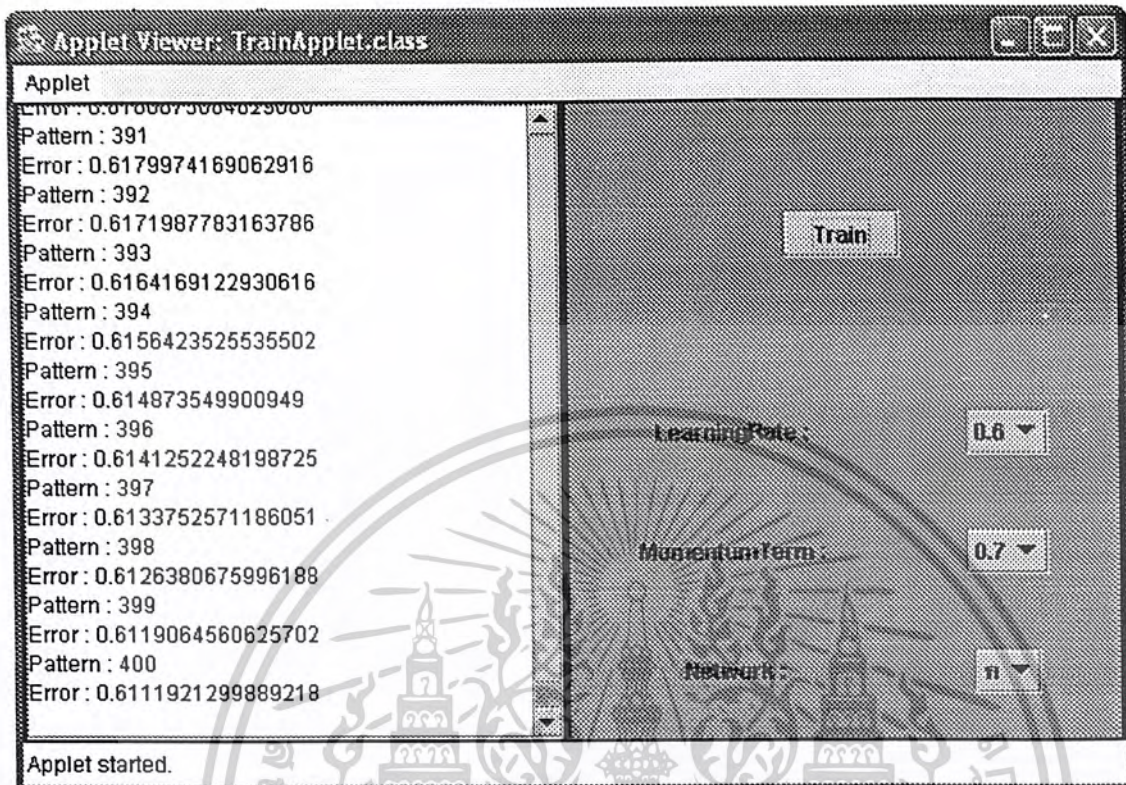 Applet Viewer: TrainApplet.class
Applet
Pattern : 391
Error : 0.61799974169062916
Pattern : 392
Error : 0.61719877831637​86
Pattern : 393
Error : 0.6164169122930616
Pattern : 394
Error : 0.6156423525535502
Pattern : 395
Error : 0.614873549900949
Pattern : 396
Error : 0.6141252248198725
Pattern : 397
Error : 0.6133752571186051
Pattern : 398
Error : 0.6126380675996188
Pattern : 399
Error : 0.6119064560625702
Pattern : 400
Error : 0.6111921299889218
Train
LearningRate :
0.6
MomentumTerm :
0.7
Network :
Applet started.